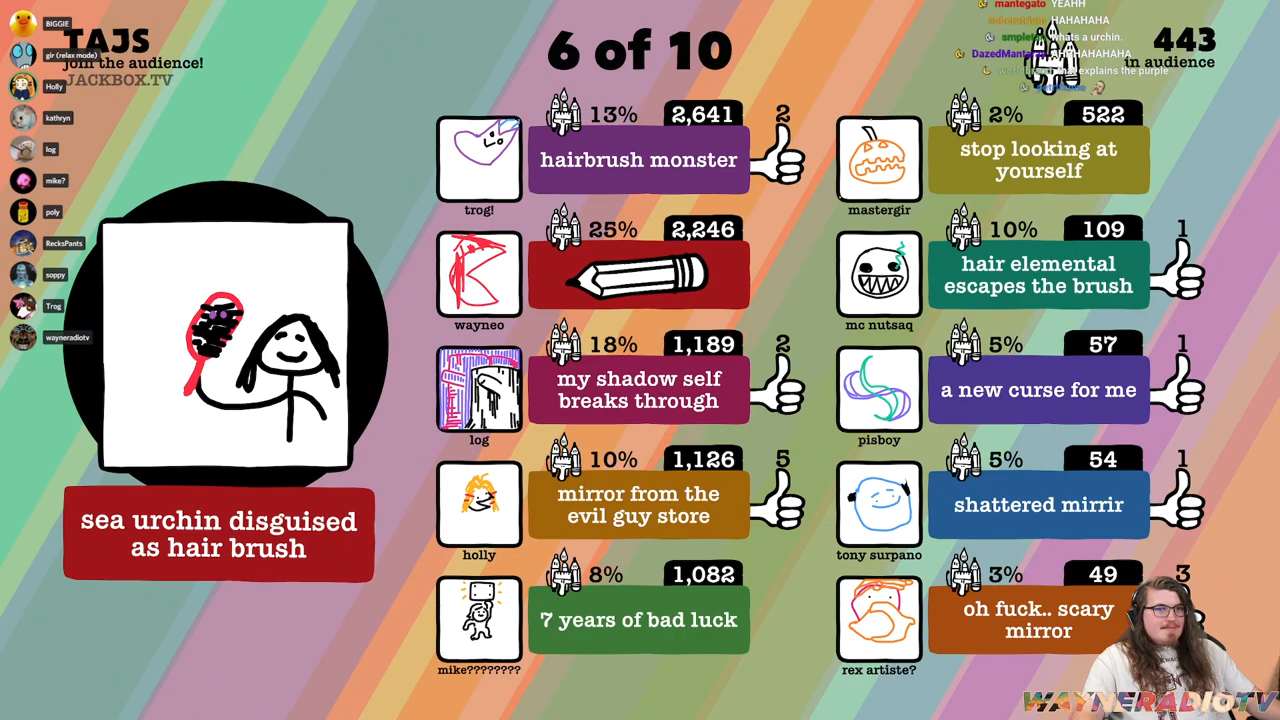 BIGGIE
gir (relax mode)
Holly
kathryn
log
mike?
poly
RecksPants
soppy
Trog
wayneradiotv
TAJS
join the audience!
JACKBOX.TV
6 of 10
mantegato YEAHH
HAHAHAHA
whats a urchin.
that explains the purple
443
in audience
sea urchin disguised
as hair brush
13%
2,641
2
hairbrush monster
trog!
25%
2,246
wayneo
18%
1,189
2
my shadow self
breaks through
log
10%
1,126
5
mirror from the
evil guy store
holly
8%
1,082
7 years of bad luck
mike????????
2%
522
stop looking at
yourself
mastergir
10%
109
1
hair elemental
escapes the brush
mc nutsaq
5%
57
1
a new curse for me
pisboy
5%
54
1
shattered mirrir
tony surpano
3%
49
3
oh fuck.. scary
mirror
rex artiste?
WAYNERADIOTV